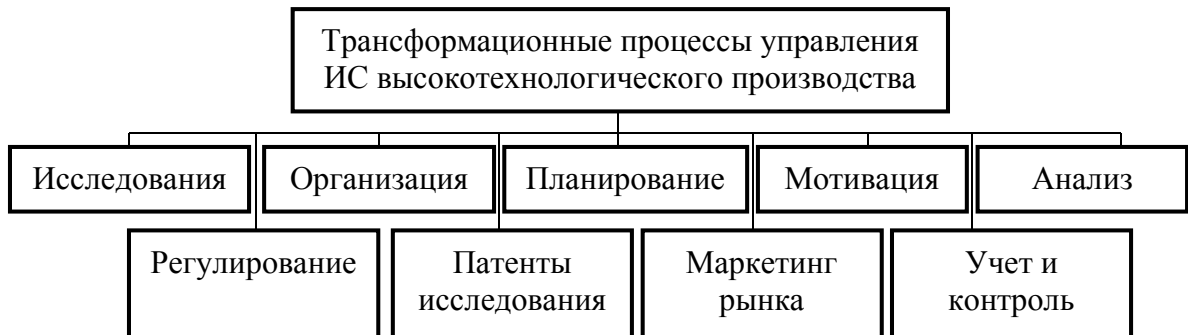 Трансформационные процессы управления
ИС высокотехнологического производства
Исследования
Организация
Планирование
Мотивация
Анализ
Регулирование
Патенты
исследования
Маркетинг
рынка
Учет и
контроль